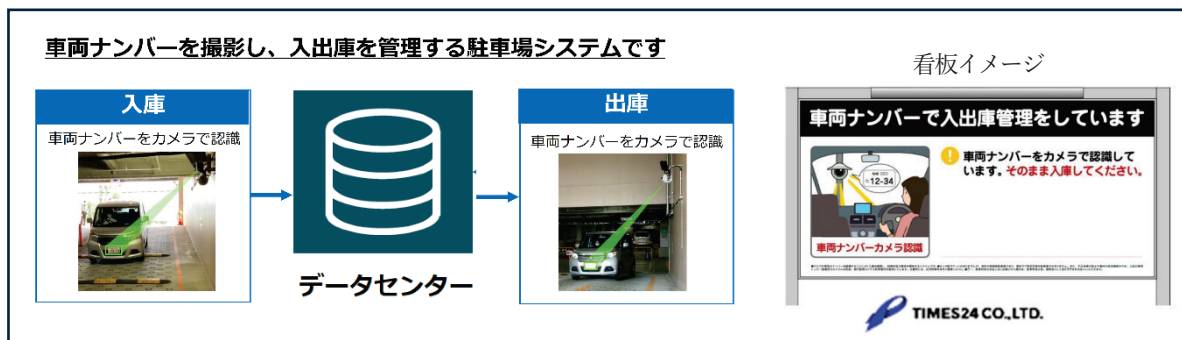 車両ナンバーを撮影し、入出庫を管理する駐車場システムです
入庫
車両ナンバーをカメラで認識
データセンター
出庫
車両ナンバーをカメラで認識
看板イメージ
車両ナンバーで入出庫管理をしています
12-34
車両ナンバーカメラ認識
! 車両ナンバーをカメラで認識して
います。そのまま入庫してください。
TIMES24 CO.,LTD.